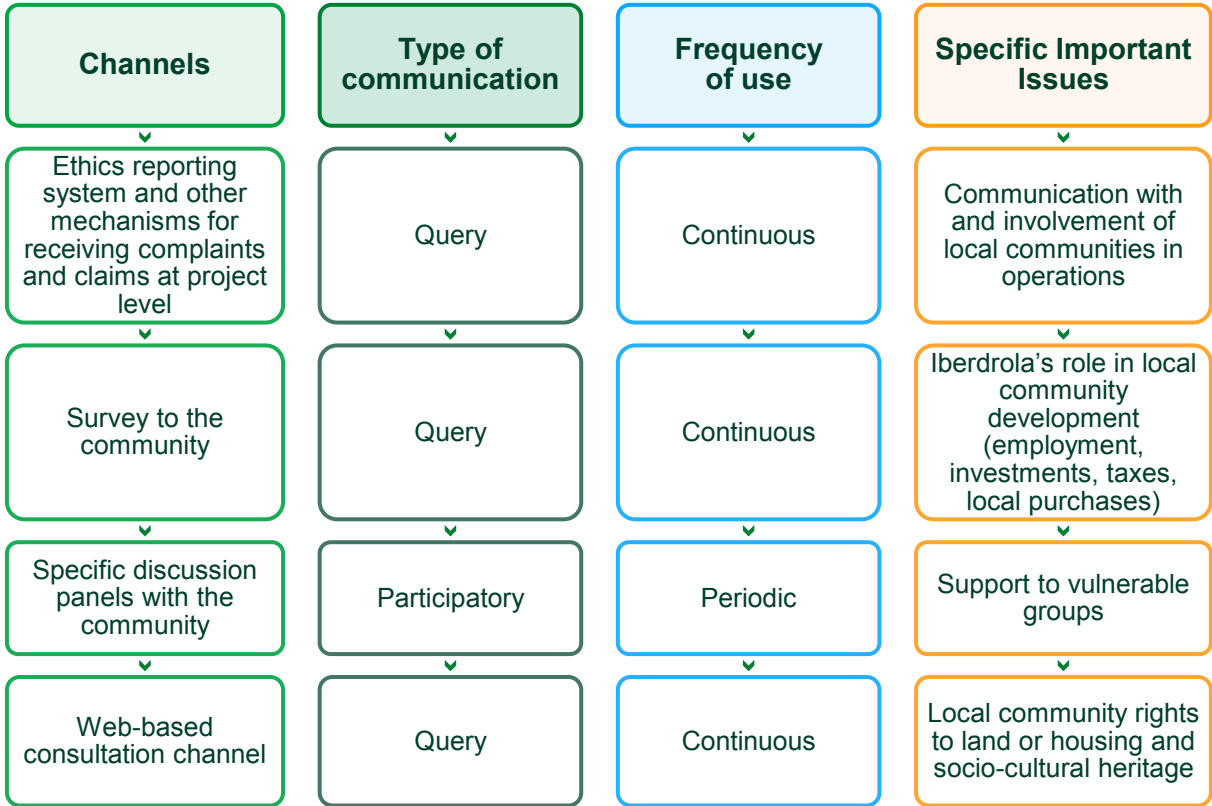 Channels
Type of
communication
Frequency
of use
Specific Important
Issues
Ethics reporting
system and other
mechanisms for
receiving complaints
and claims at project
level
Query
Continuous
Communication with
and involvement of
local communities in
operations
Survey to the
community
Query
Continuous
Iberdrola’s role in local
community
development
(employment,
investments, taxes,
local purchases)
Specific discussion
panels with the
community
Participatory
Periodic
Support to vulnerable
groups
Web-based
consultation channel
Query
Continuous
Local community rights
to land or housing and
socio-cultural heritage